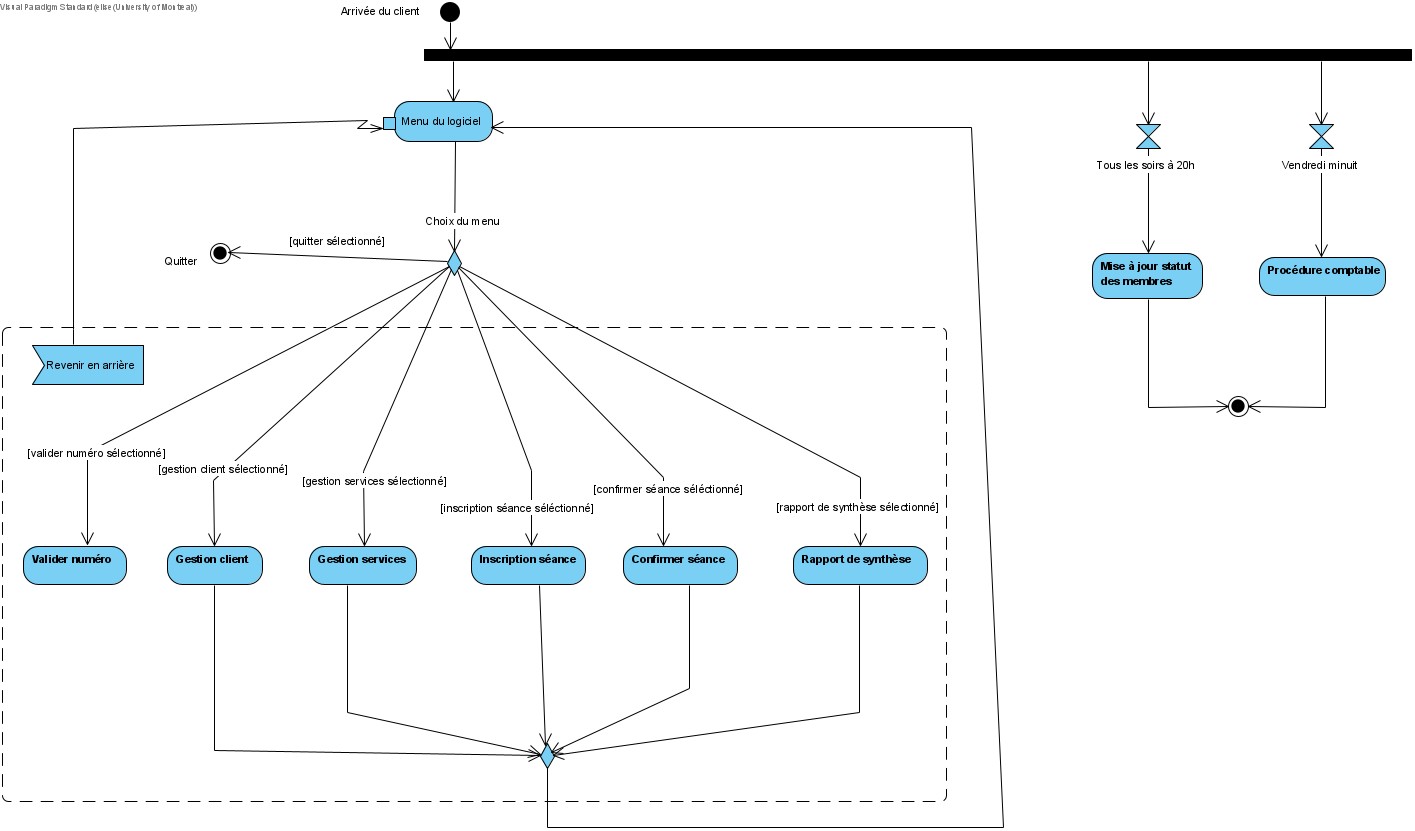 Visual Paradigm Standard (elise (University of Montreal))
Arrivée du client
Menu du logiciel
Tous les soirs à 20h
Vendredi minuit
Choix du menu
[quitter sélectionné]
Quitter
Mise à jour statut
des membres
Procédure comptable
Revenir en arrière
[valider numéro sélectionné]
[gestion client sélectionné]
[gestion services sélectionné]
[inscription séance séléctionné]
[confirmer séance séléctionné]
[rapport de synthèse sélectionné]
Valider numéro
Gestion client
Gestion services
Inscription séance
Confirmer séance
Rapport de synthèse